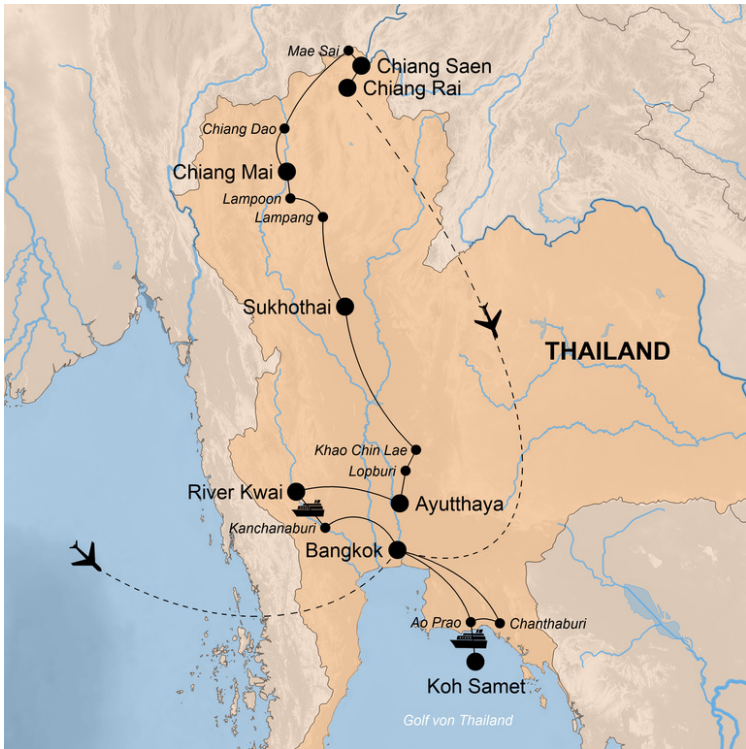 Mae Sai
Chiang Saen
Chiang Rai
Chiang Dao
Chiang Mai
Lampoon
Lampang
Sukhothai
THAILAND
Khao Chin Lae
Lopburi
River Kwai
Ayutthaya
Kanchanaburi
Bangkok
Ao Prao
Chanthaburi
Koh Samet
Golf von Thailand